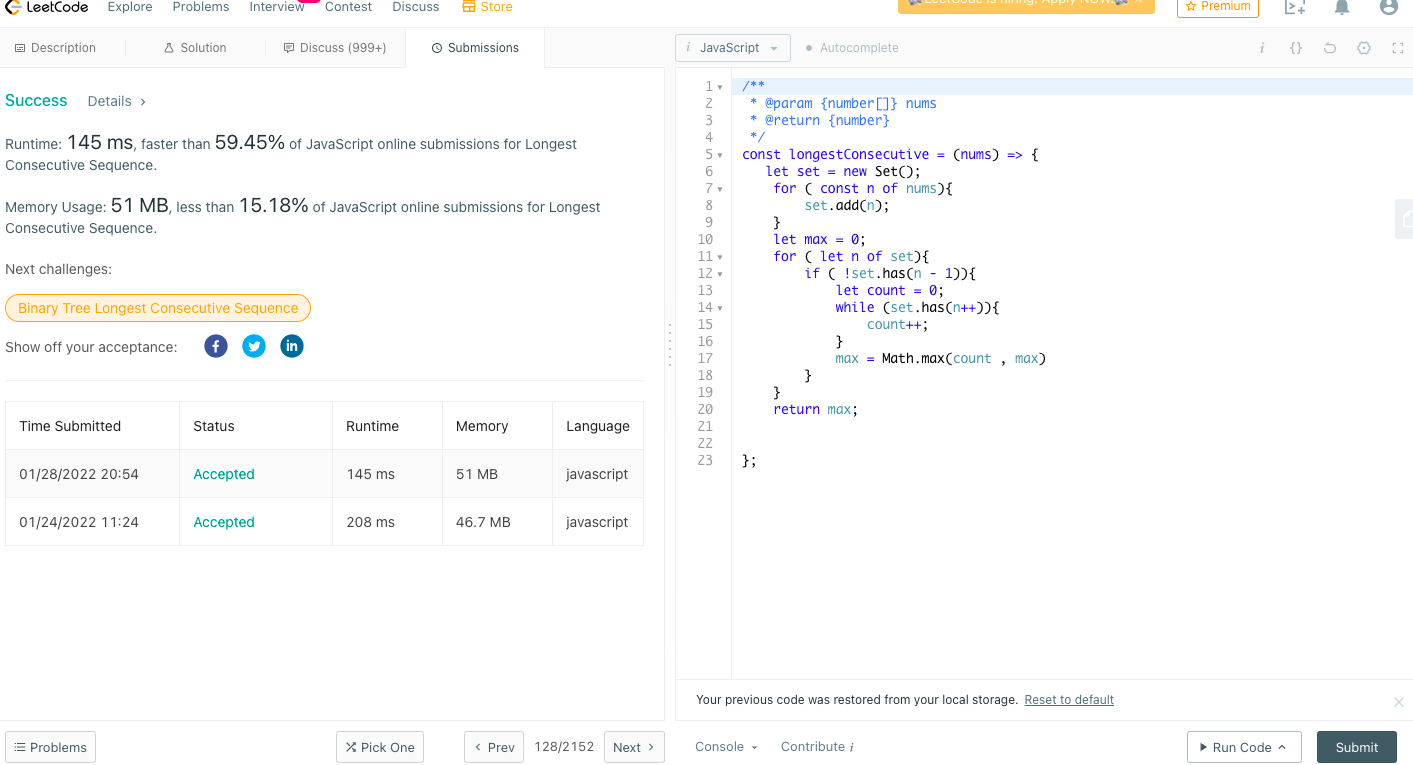 LeetCode Explore Problems Interview Contest Discuss Store LeetCode is hiring. Apply NOW. Premium
Description Solution Discuss (999+) Submissions
Success Details >
Runtime: 145 ms, faster than 59.45% of JavaScript online submissions for Longest
Consecutive Sequence.
Memory Usage: 51 MB, less than 15.18% of JavaScript online submissions for Longest
Consecutive Sequence.
Next challenges:
Binary Tree Longest Consecutive Sequence
Show off your acceptance: f in
Time Submitted Status Runtime Memory Language
01/28/2022 20:54 Accepted 145 ms 51 MB javascript
01/24/2022 11:24 Accepted 208 ms 46.7 MB javascript
Problems Pick One < Prev 128/2152 Next >
i JavaScript Autocomplete i {}
1 /**
2 * @param {number[]} nums
3 * @return {number}
4 */
5 const longestConsecutive = (nums) => {
6 let set = new Set();
7 for ( const n of nums){
8 set.add(n);
9 }
10 let max = 0;
11 for ( let n of set){
12 if ( !set.has(n - 1)){
13 let count = 0;
14 while (set.has(n++)){
15 count++;
16 }
17 max = Math.max(count , max)
18 }
19 }
20 return max;
21
22
23 };
Your previous code was restored from your local storage. Reset to default
Console Contribute i Run Code Submit